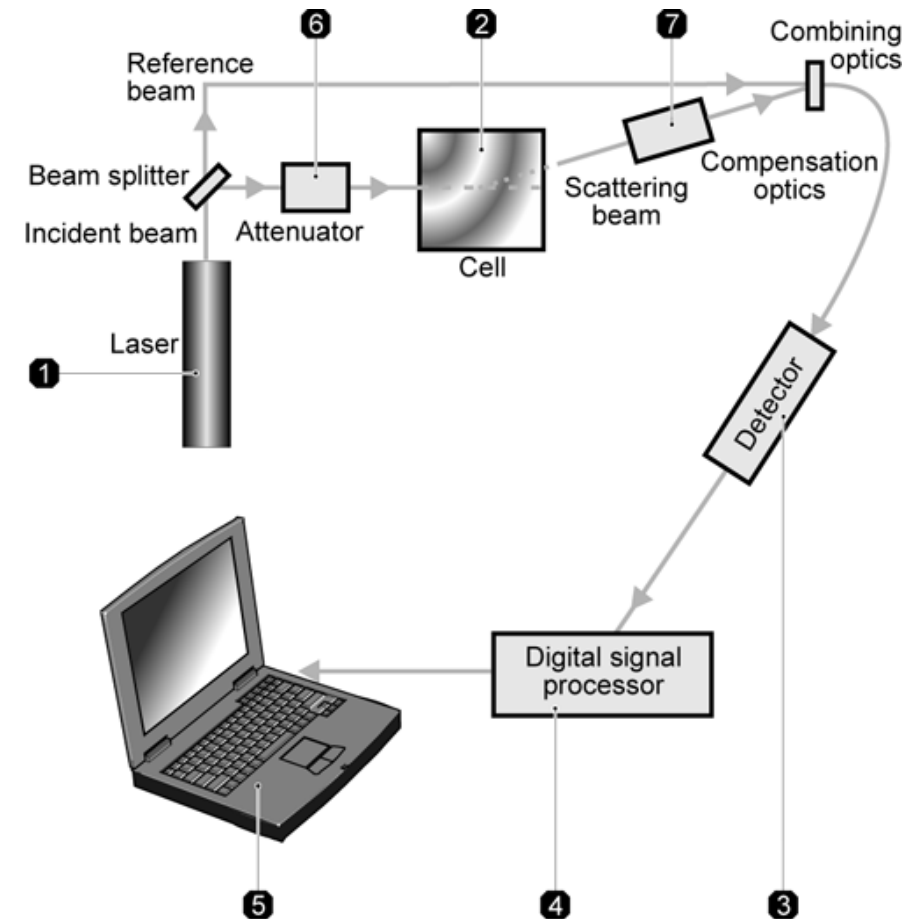 6
2
7
Combining
optics
Reference
beam
Beam splitter
Compensation
optics
Scattering
beam
Incident beam
Attenuator
Cell
Laser
1
Detector
Digital signal
processor
5
4
3